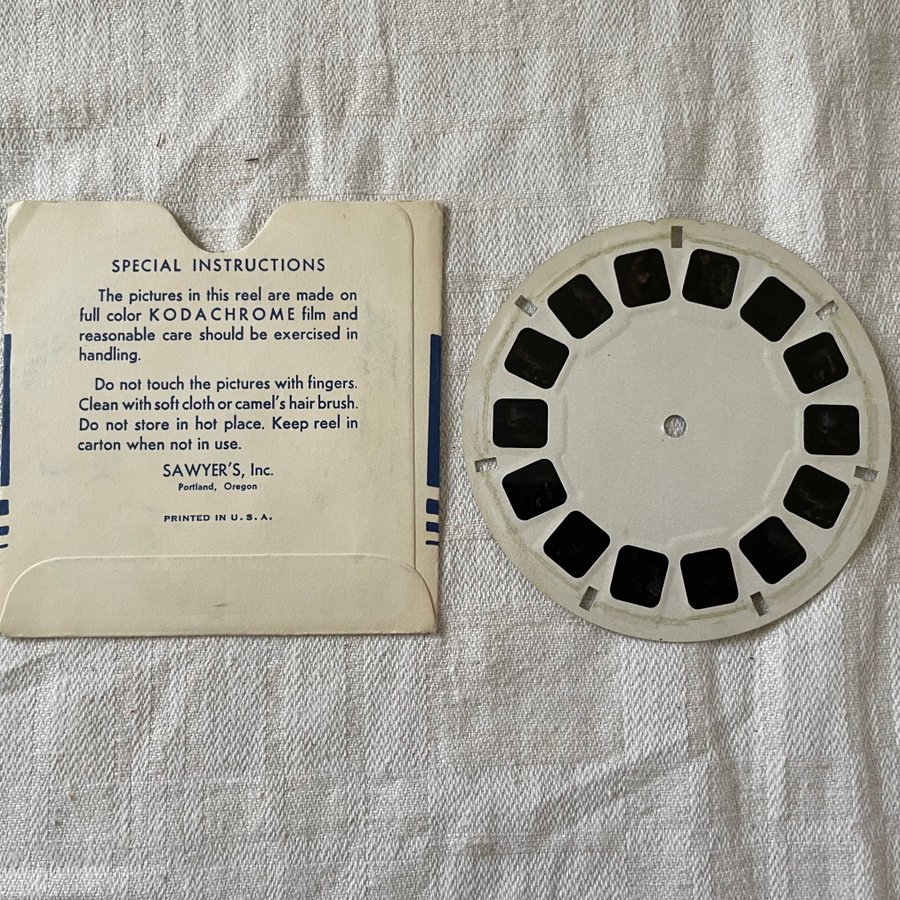 SPECIAL INSTRUCTIONS
The pictures in this reel are made on
full color KODACHROME film and
reasonable care should be exercised in
handling.
Do not touch the pictures with fingers.
Clean with soft cloth or camel's hair brush.
Do not store in hot place. Keep reel in
carton when not in use.
SAWYER'S, Inc.
Portland, Oregon
PRINTED IN U.S.A.